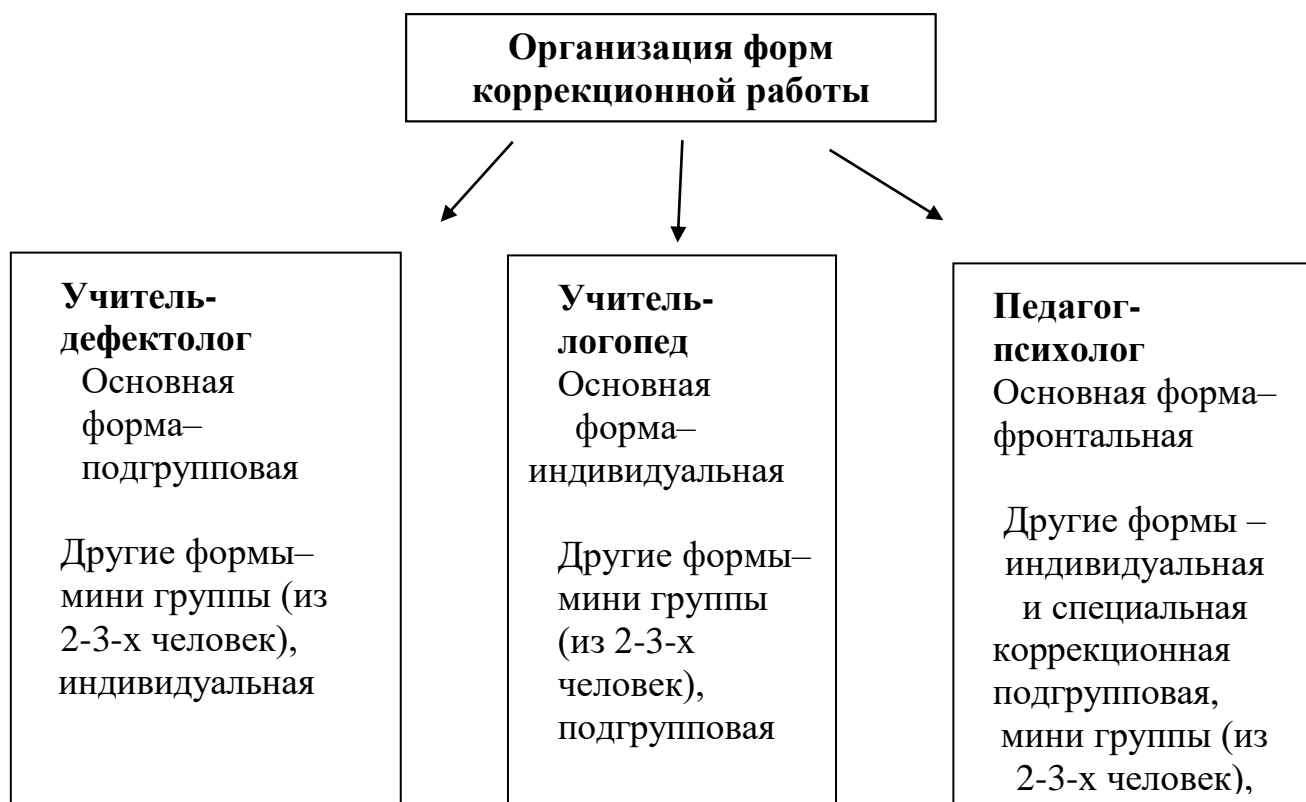 Организация форм
коррекционной работы
Учитель-
дефектолог
Основная
форма–
подгрупповая
Другие формы–
мини группы (из
2-3-х человек),
индивидуальная
Учитель-
логопед
Основная
форма–
индивидуальная
Другие формы–
мини группы
(из 2-3-х
человек),
подгрупповая
Педагог-
психолог
Основная форма–
фронтальная
Другие формы –
индивидуальная
и специальная
коррекционная
подгрупповая,
мини группы (из
2-3-х человек),